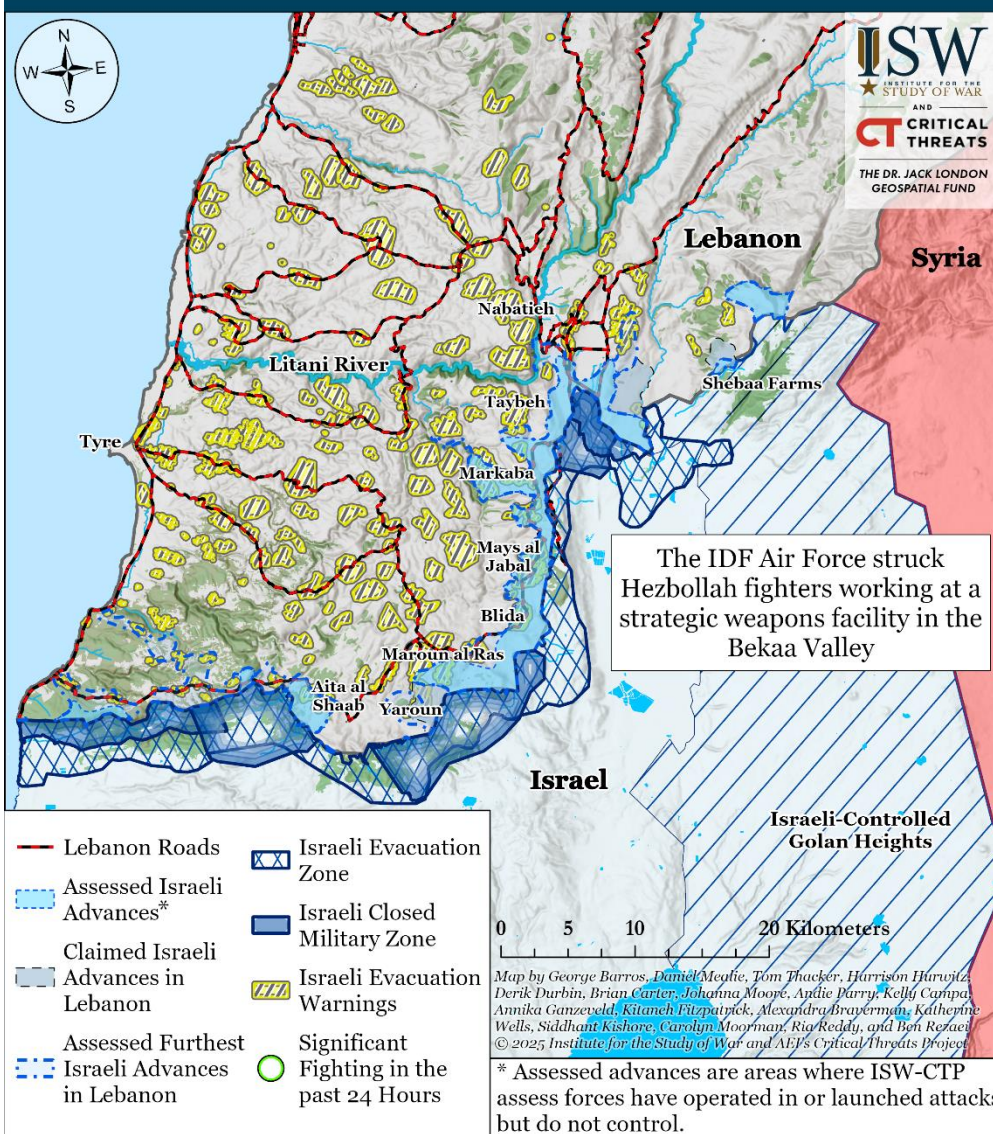 N
W
E
S
ISW
INSTITUTE FOR THE
STUDY OF WAR
AND
CT CRITICAL
THREATS
THE DR. JACK LONDON
GEOSPATIAL FUND
Lebanon
Syria
Nabatieh
Litani River
Shebaa Farms
Taybeh
Tyre
Markaba
Mays al
Jabal
The IDF Air Force struck
Hezbollah fighters working at a
strategic weapons facility in the
Bekaa Valley
Blida
Maroun al Ras
Aita al
Shaab
Yaroun
Israel
Israeli-Controlled
Golan Heights
Lebanon Roads
Assessed Israeli
Advances*
Claimed Israeli
Advances in
Lebanon
Assessed Furthest
Israeli Advances
in Lebanon
Israeli Evacuation
Zone
Israeli Closed
Military Zone
Israeli Evacuation
Warnings
Significant
Fighting in the
past 24 Hours
0 5 10 20 Kilometers
Map by George Barros, Daniel Mealie, Tom Thacker, Harrison Hurwitz,
Derik Durbin, Brian Carter, Johanna Moore, Andie Parry, Kelly Campa,
Annika Ganzeveld, Kitaneh Fitzpatrick, Alexandra Braverman, Katherine
Wells, Siddhant Kishore, Carolyn Moorman, Ria Reddy, and Ben Rezaei
© 2025 Institute for the Study of War and AEI's Critical Threats Project
* Assessed advances are areas where ISW-CTP
assess forces have operated in or launched attacks
but do not control.